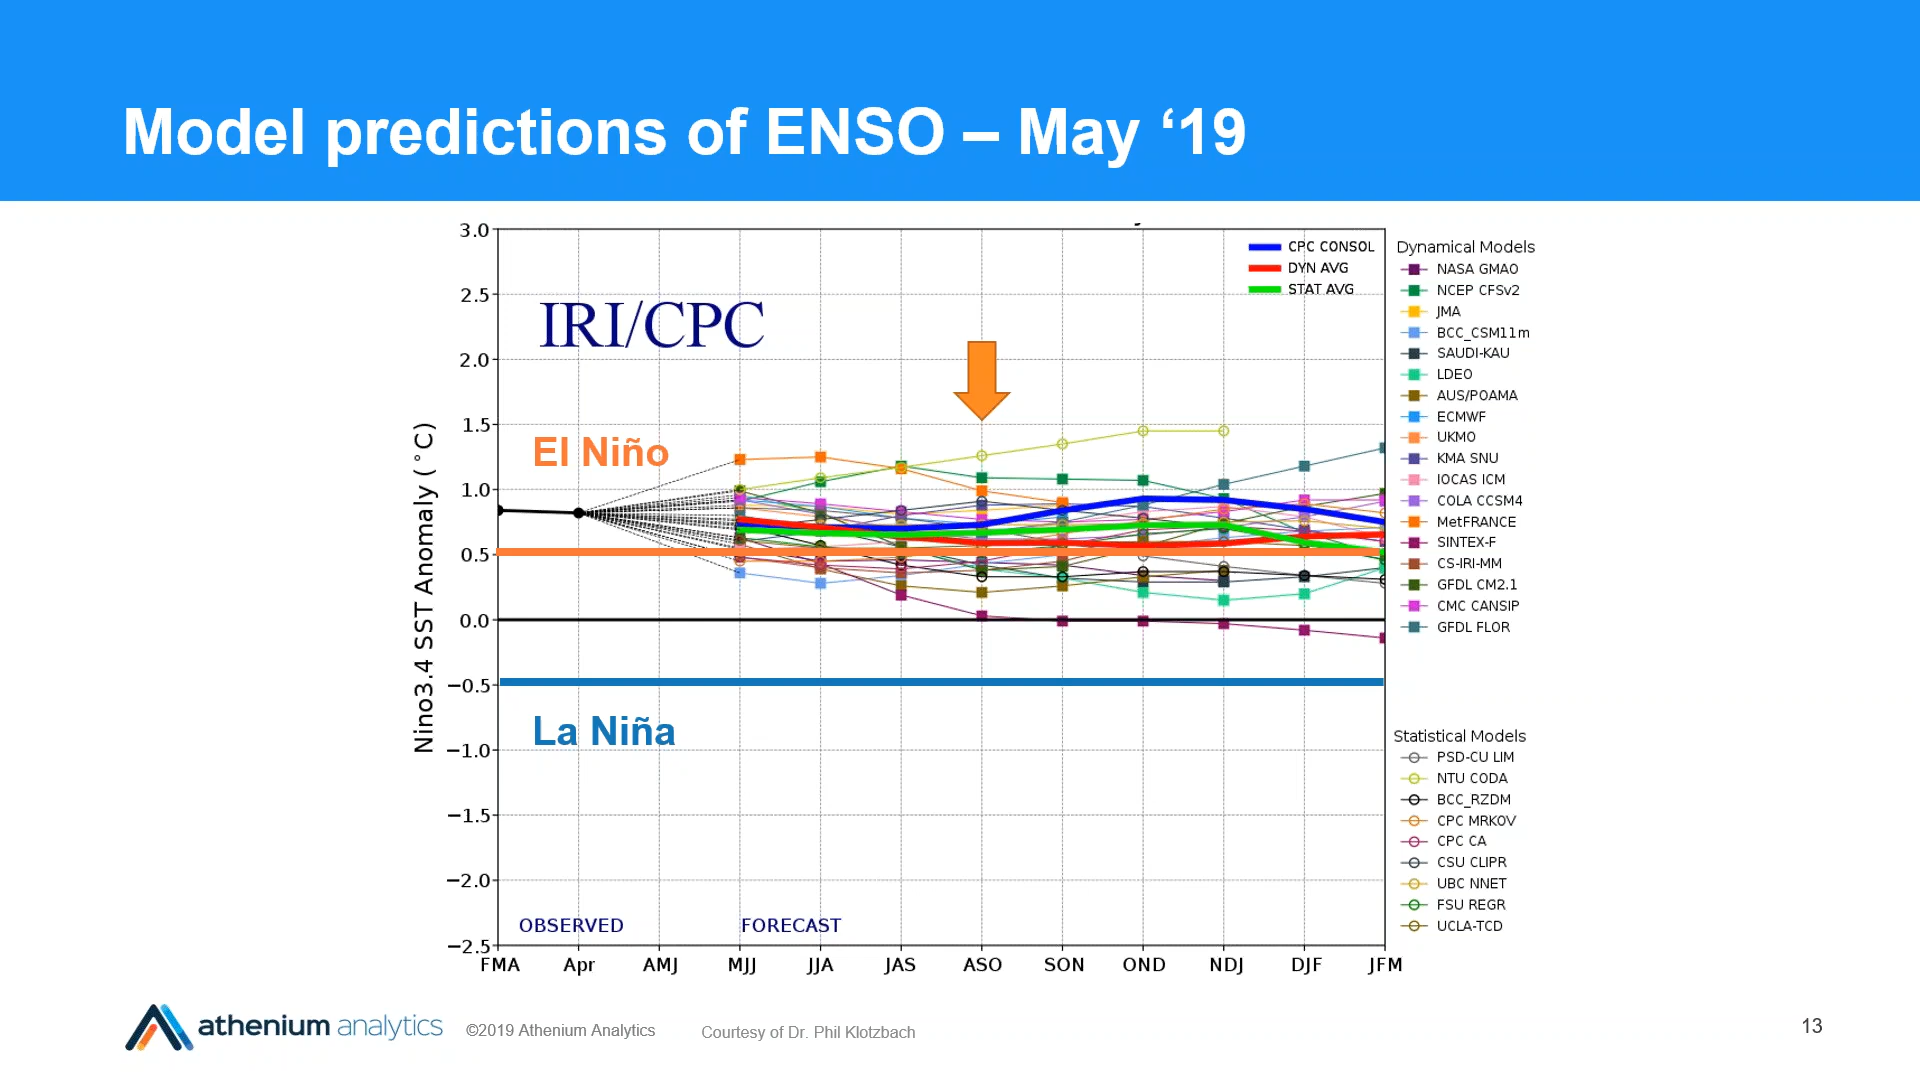 Model predictions of ENSO – May ‘19
IRI/CPC
El Niño
La Niña
OBSERVED
FORECAST
Nino3.4 SST Anomaly (°C)
3.0
2.5
2.0
1.5
1.0
0.5
0.0
−0.5
−1.0
−1.5
−2.0
−2.5
FMA
Apr
AMJ
MJJ
JJA
JAS
ASO
SON
OND
NDJ
DJF
JFM
CPC CONSOL
DYN AVG
STAT AVG
Dynamical Models
NASA GMAO
NCEP CFSv2
JMA
BCC_CSM11m
SAUDI-KAU
LDEO
AUS/POAMA
ECMWF
UKMO
KMA SNU
IOCAS ICM
COLA CCSM4
MetFRANCE
SINTEX-F
CS-IRI-MM
GFDL CM2.1
CMC CANSIP
GFDL FLOR
Statistical Models
PSD-CU LIM
NTU CODA
BCC_RZDM
CPC MRKOV
CPC CA
CSU CLIPR
UBC NNET
FSU REGR
UCLA-TCD
athenium analytics
©2019 Athenium Analytics
Courtesy of Dr. Phil Klotzbach
13